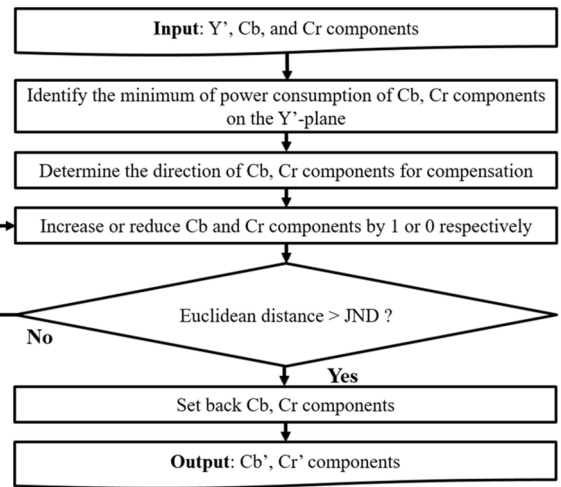 Input: Y’, Cb, and Cr components
Identify the minimum of power consumption of Cb, Cr components
on the Y’-plane
Determine the direction of Cb, Cr components for compensation
Increase or reduce Cb and Cr components by 1 or 0 respectively
Euclidean distance > JND ?
No
Yes
Set back Cb, Cr components
Output: Cb’, Cr’ components